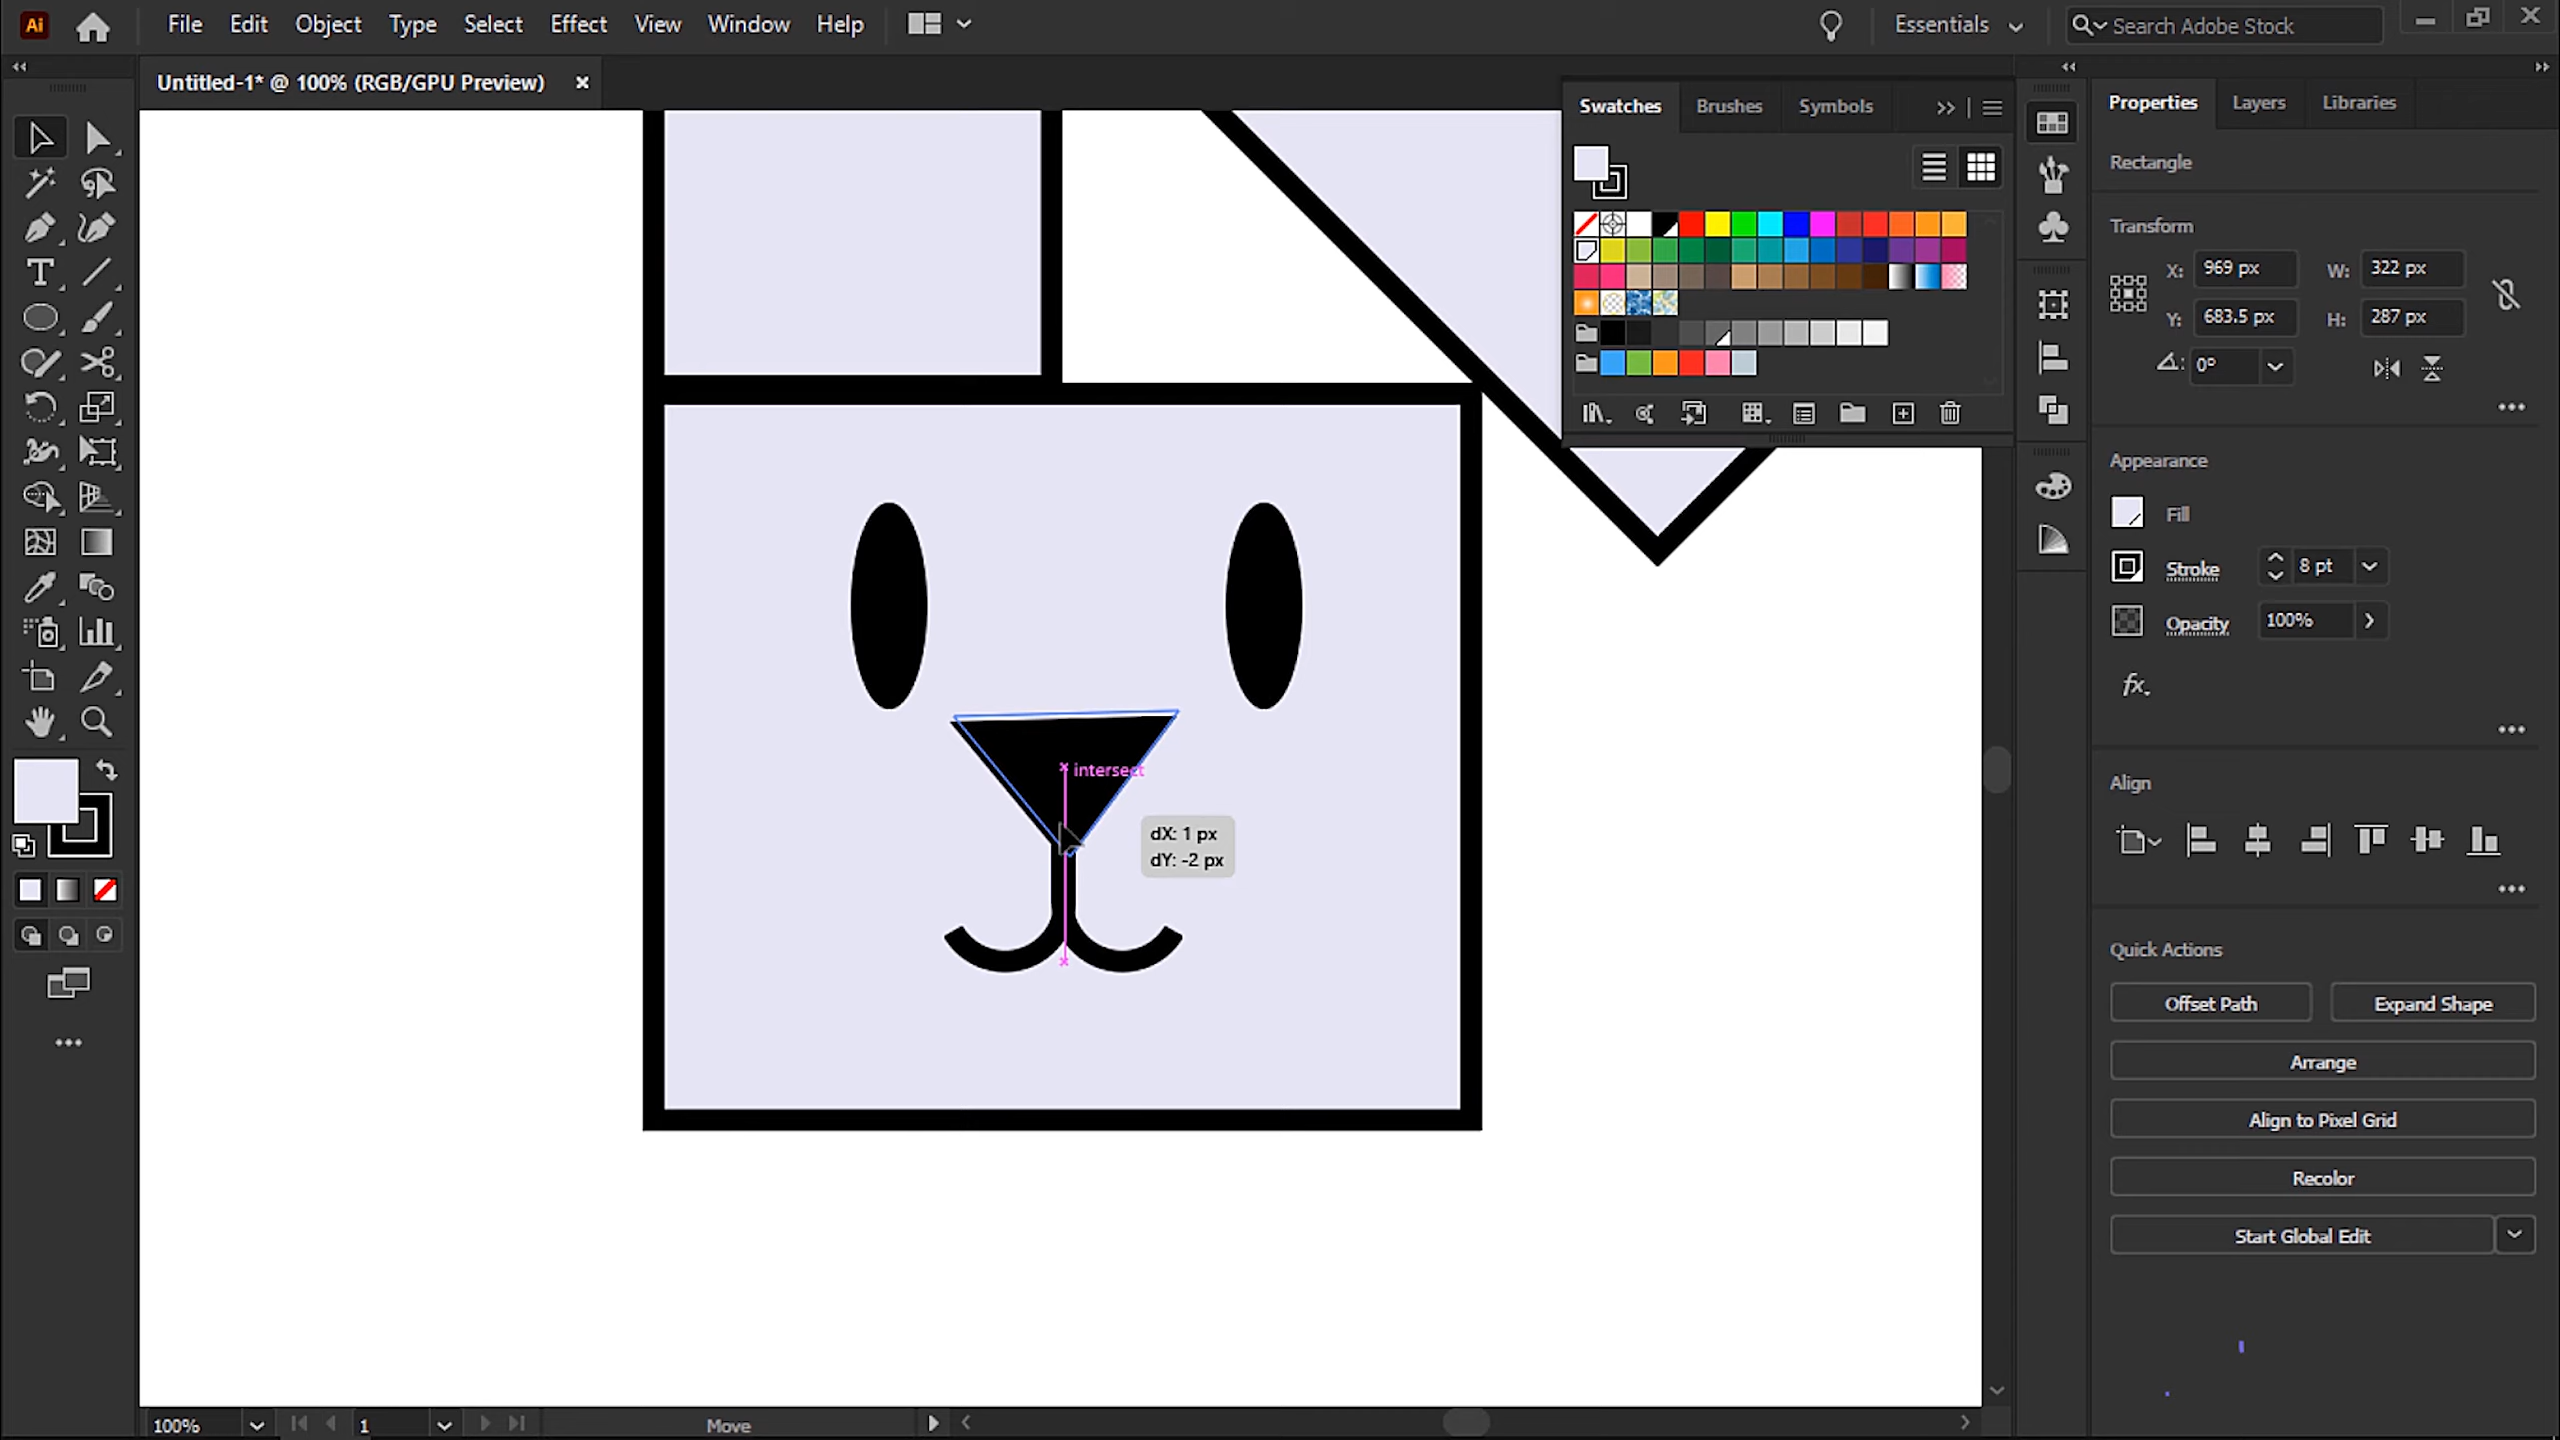 Ai File Edit Object Type Select Effect View Window Help Essentials Search Adobe Stock
Untitled-1* @ 100% (RGB/GPU Preview)
Swatches Brushes Symbols
Properties Layers Libraries
Rectangle
Transform
X: 969 px W: 322 px
Y: 683.5 px H: 287 px
0°
Appearance
Fill
Stroke 8 pt
Opacity 100%
fx
intersect
dX: 1 px
dY: -2 px
Align
Quick Actions
Offset Path Expand Shape
Arrange
Align to Pixel Grid
Recolor
Start Global Edit
100% 1 Move